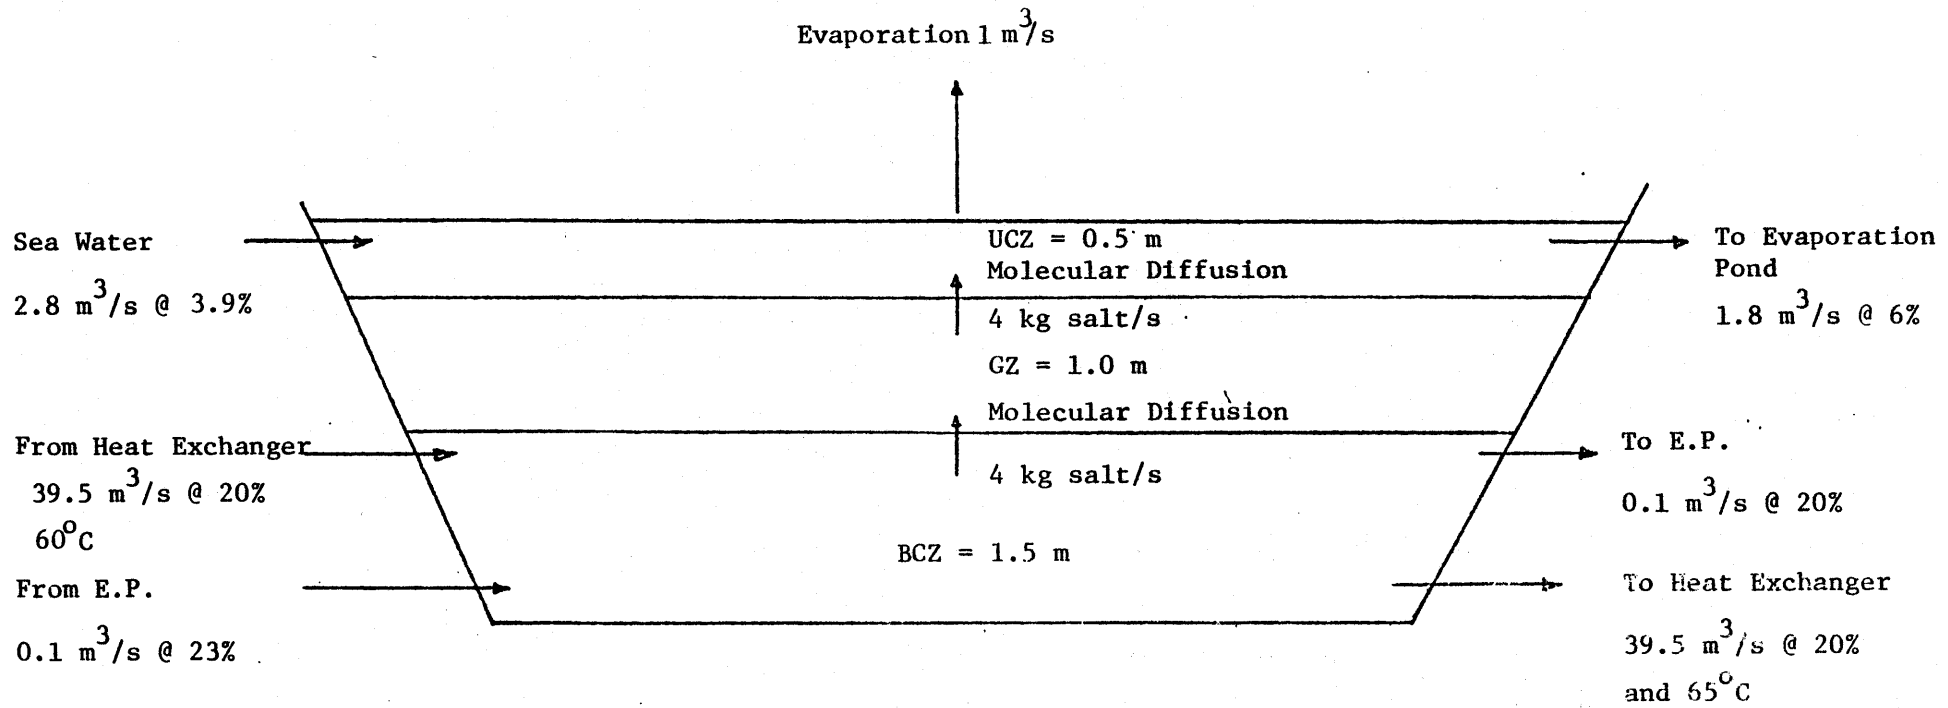 Evaporation 1 m³/s
Sea Water
2.8 m³/s @ 3.9%
UCZ = 0.5 m
Molecular Diffusion
4 kg salt/s
GZ = 1.0 m
Molecular Diffusion
4 kg salt/s
BCZ = 1.5 m
To Evaporation
Pond
1.8 m³/s @ 6%
From Heat Exchanger
39.5 m³/s @ 20%
60°C
From E.P.
0.1 m³/s @ 23%
To E.P.
0.1 m³/s @ 20%
To Heat Exchanger
39.5 m³/s @ 20%
and 65°C